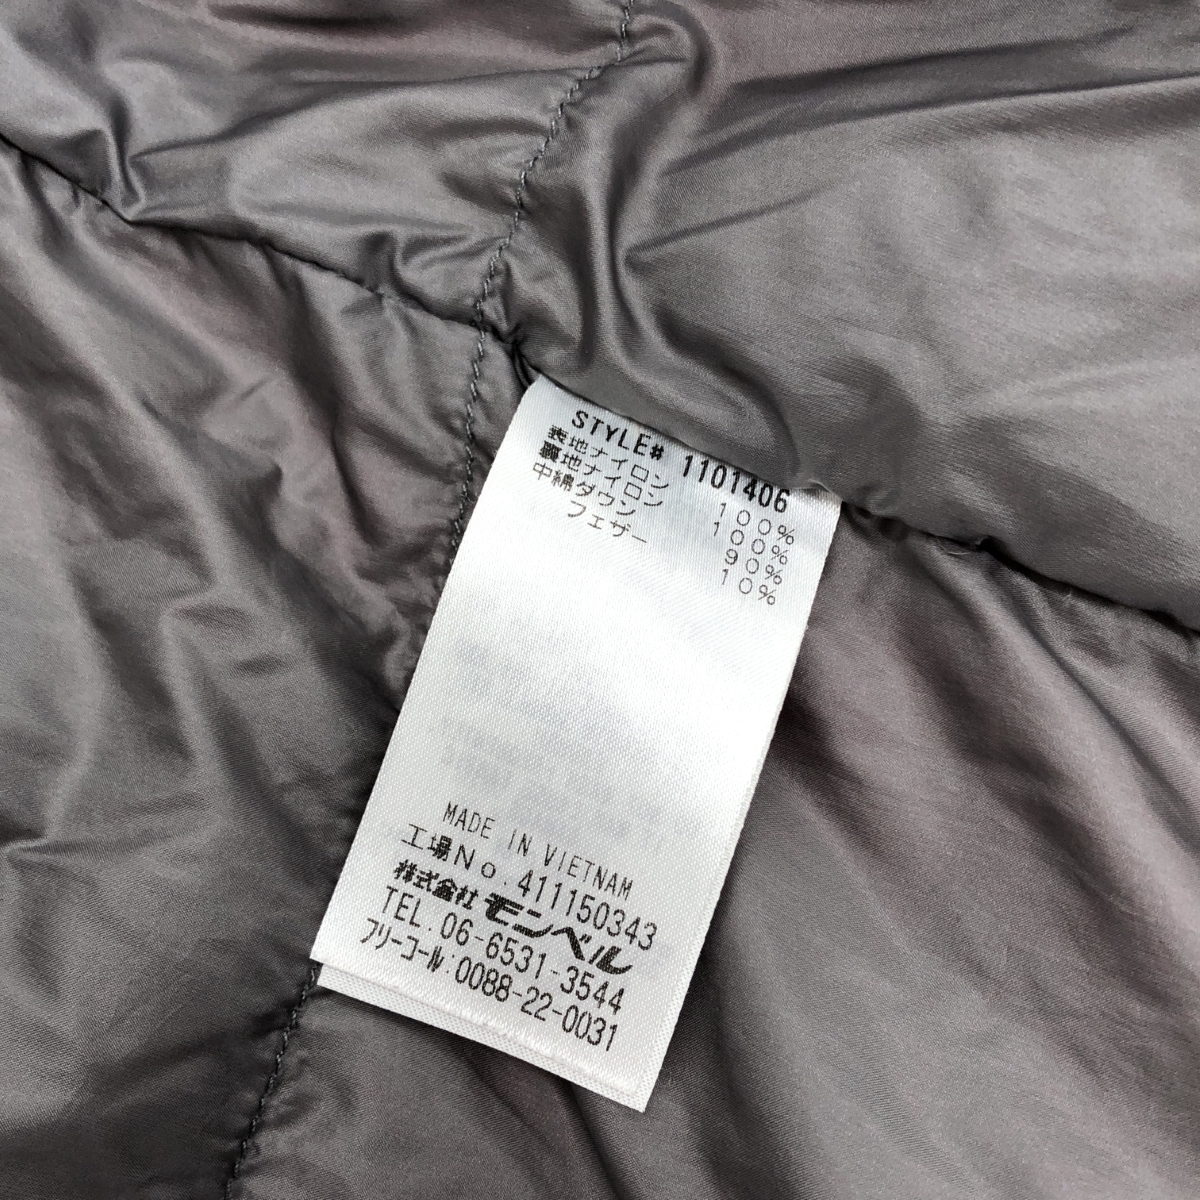 STYLE# 1101406
表地ナイロン 100%
裏地ナイロン 100%
中綿ダウン 90%
フェザー 10%
MADE IN VIETNAM
工場No.411150343
株式会社モンベル
TEL.06-6531-3544
フリーコール:0088-22-0031